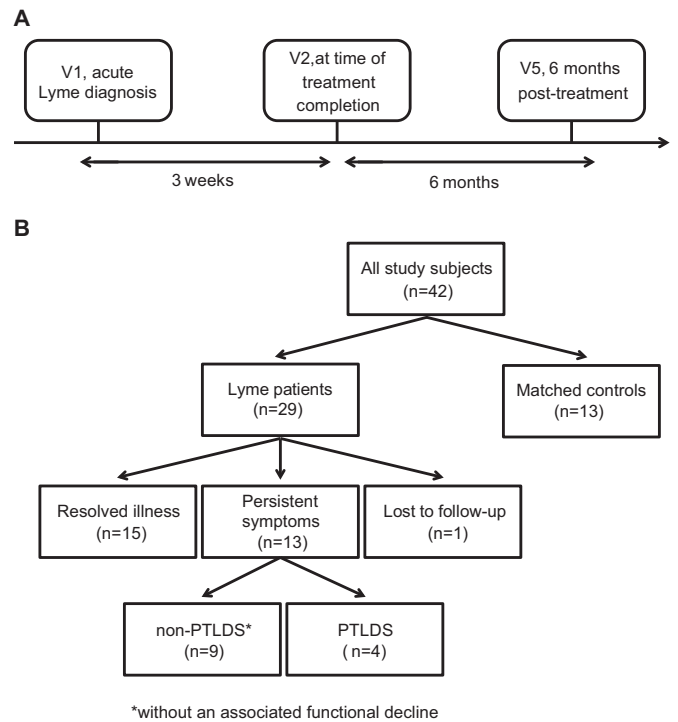 A
V1, acute
Lyme diagnosis
V2,at time of
treatment
completion
V5, 6 months
post-treatment
3 weeks
6 months
B
All study subjects
(n=42)
Lyme patients
(n=29)
Matched controls
(n=13)
Resolved illness
(n=15)
Persistent
symptoms
(n=13)
Lost to follow-up
(n=1)
non-PTLDS*
(n=9)
PTLDS
( n=4)
*without an associated functional decline